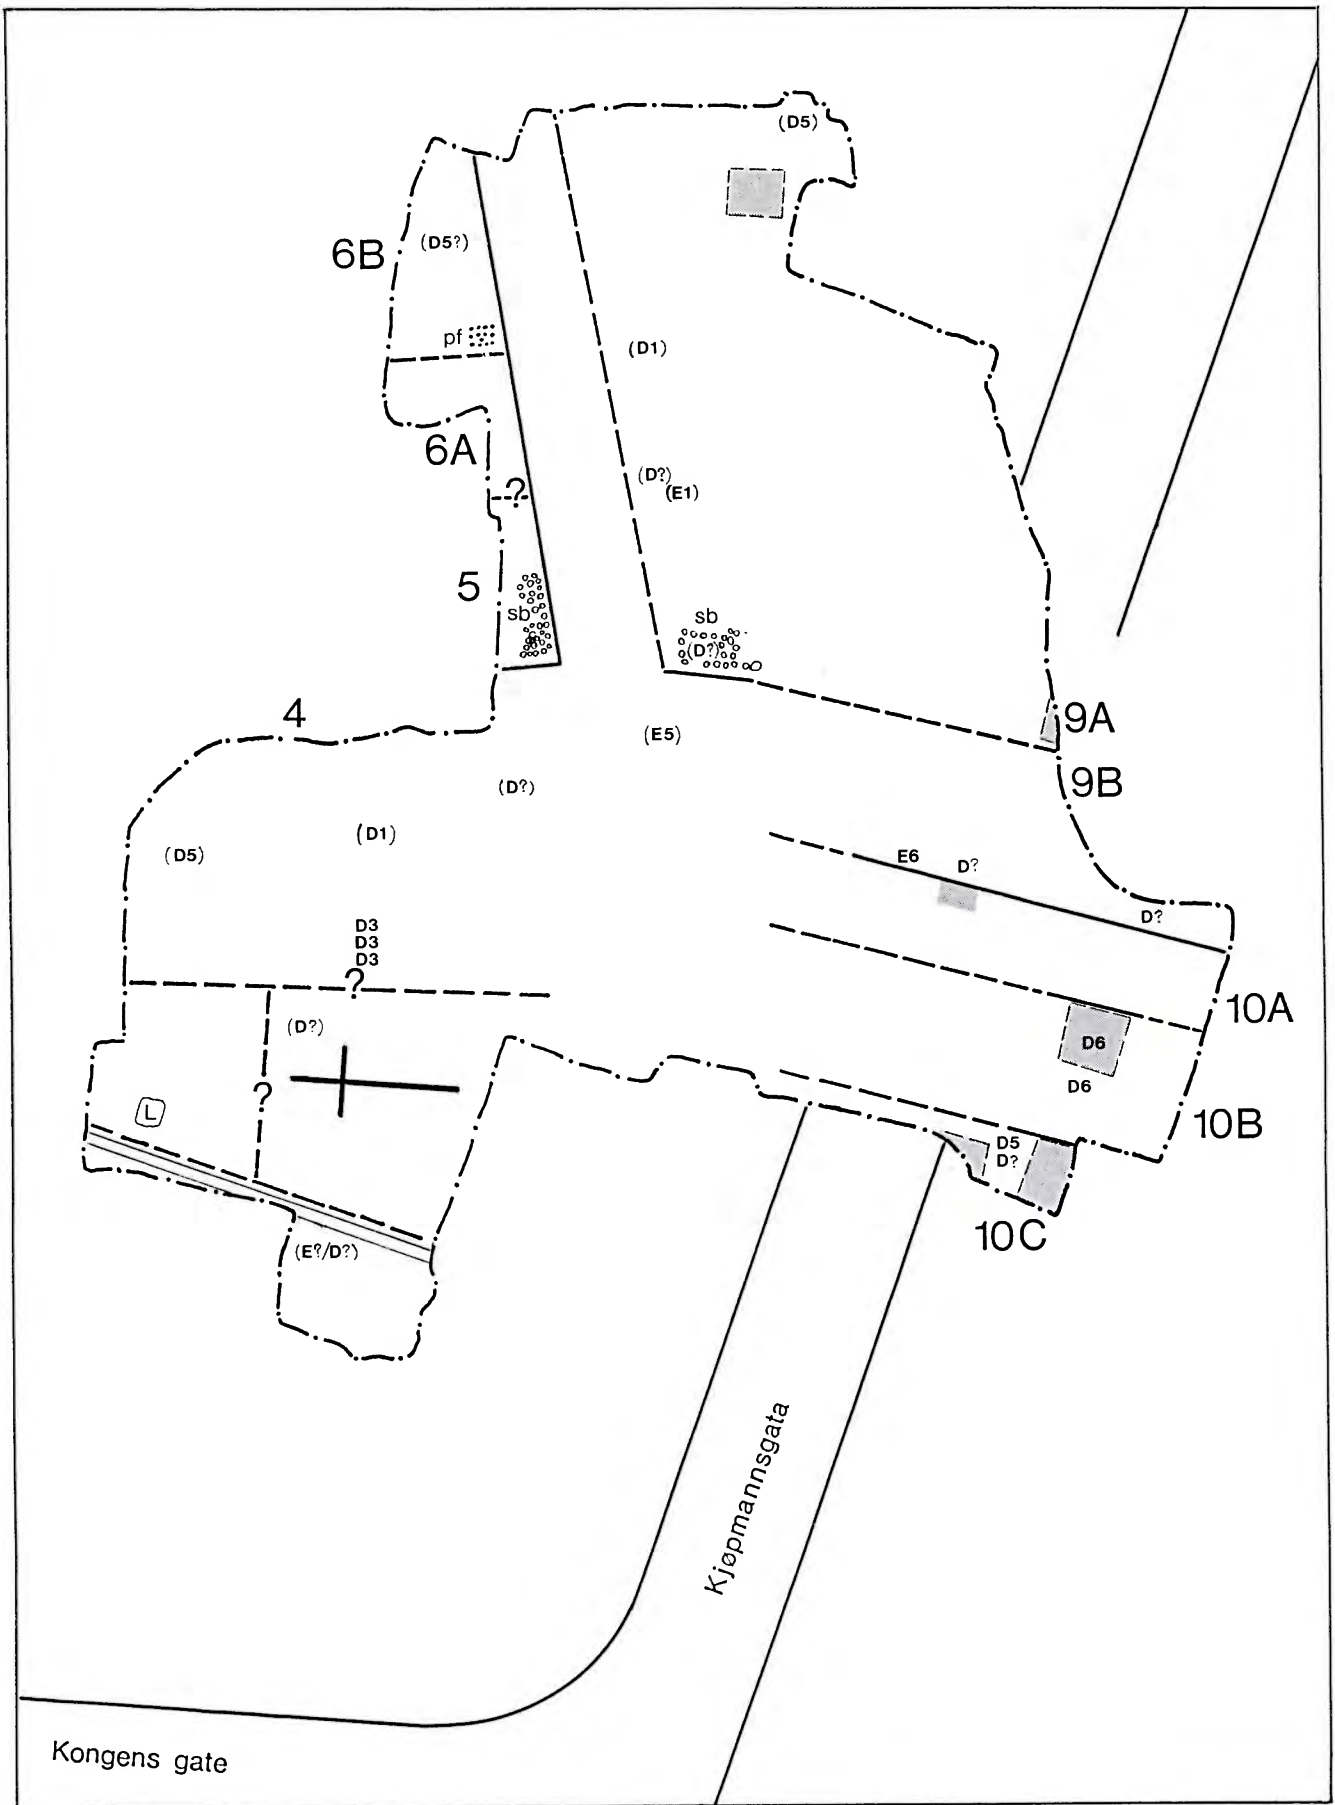 (D5)
6B
(D5?)
pf
(D1)
6A
(D?)
(E1)
?
5
sb
sb
(D?)
4
9A
(E5)
9B
(D?)
(D1)
(D5)
E6
D?
D?
D3
D3
D3
?
10A
(D?)
D6
?
D6
L
10B
D5
D?
10C
(E?/D?)
Kjøpmannsgata
Kongens gate